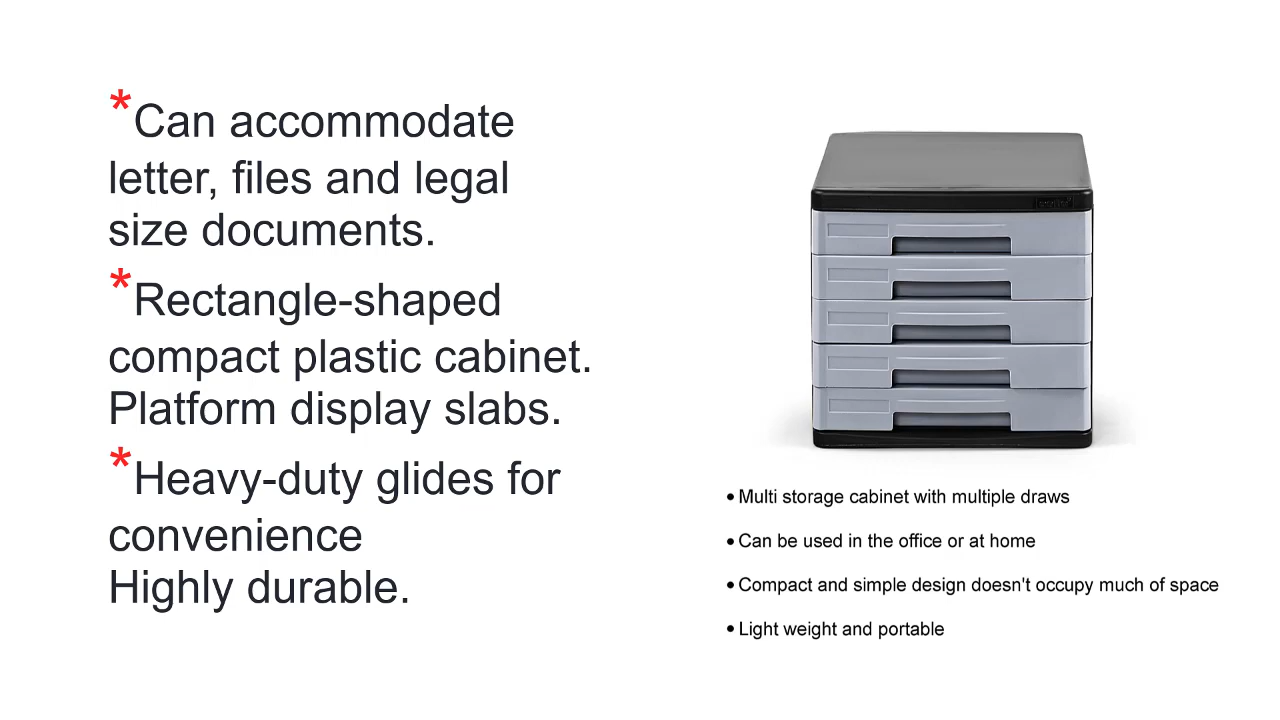 *Can accommodate
letter, files and legal
size documents.
*Rectangle-shaped
compact plastic cabinet.
Platform display slabs.
*Heavy-duty glides for
convenience
Highly durable.
• Multi storage cabinet with multiple draws
• Can be used in the office or at home
• Compact and simple design doesn't occupy much of space
• Light weight and portable